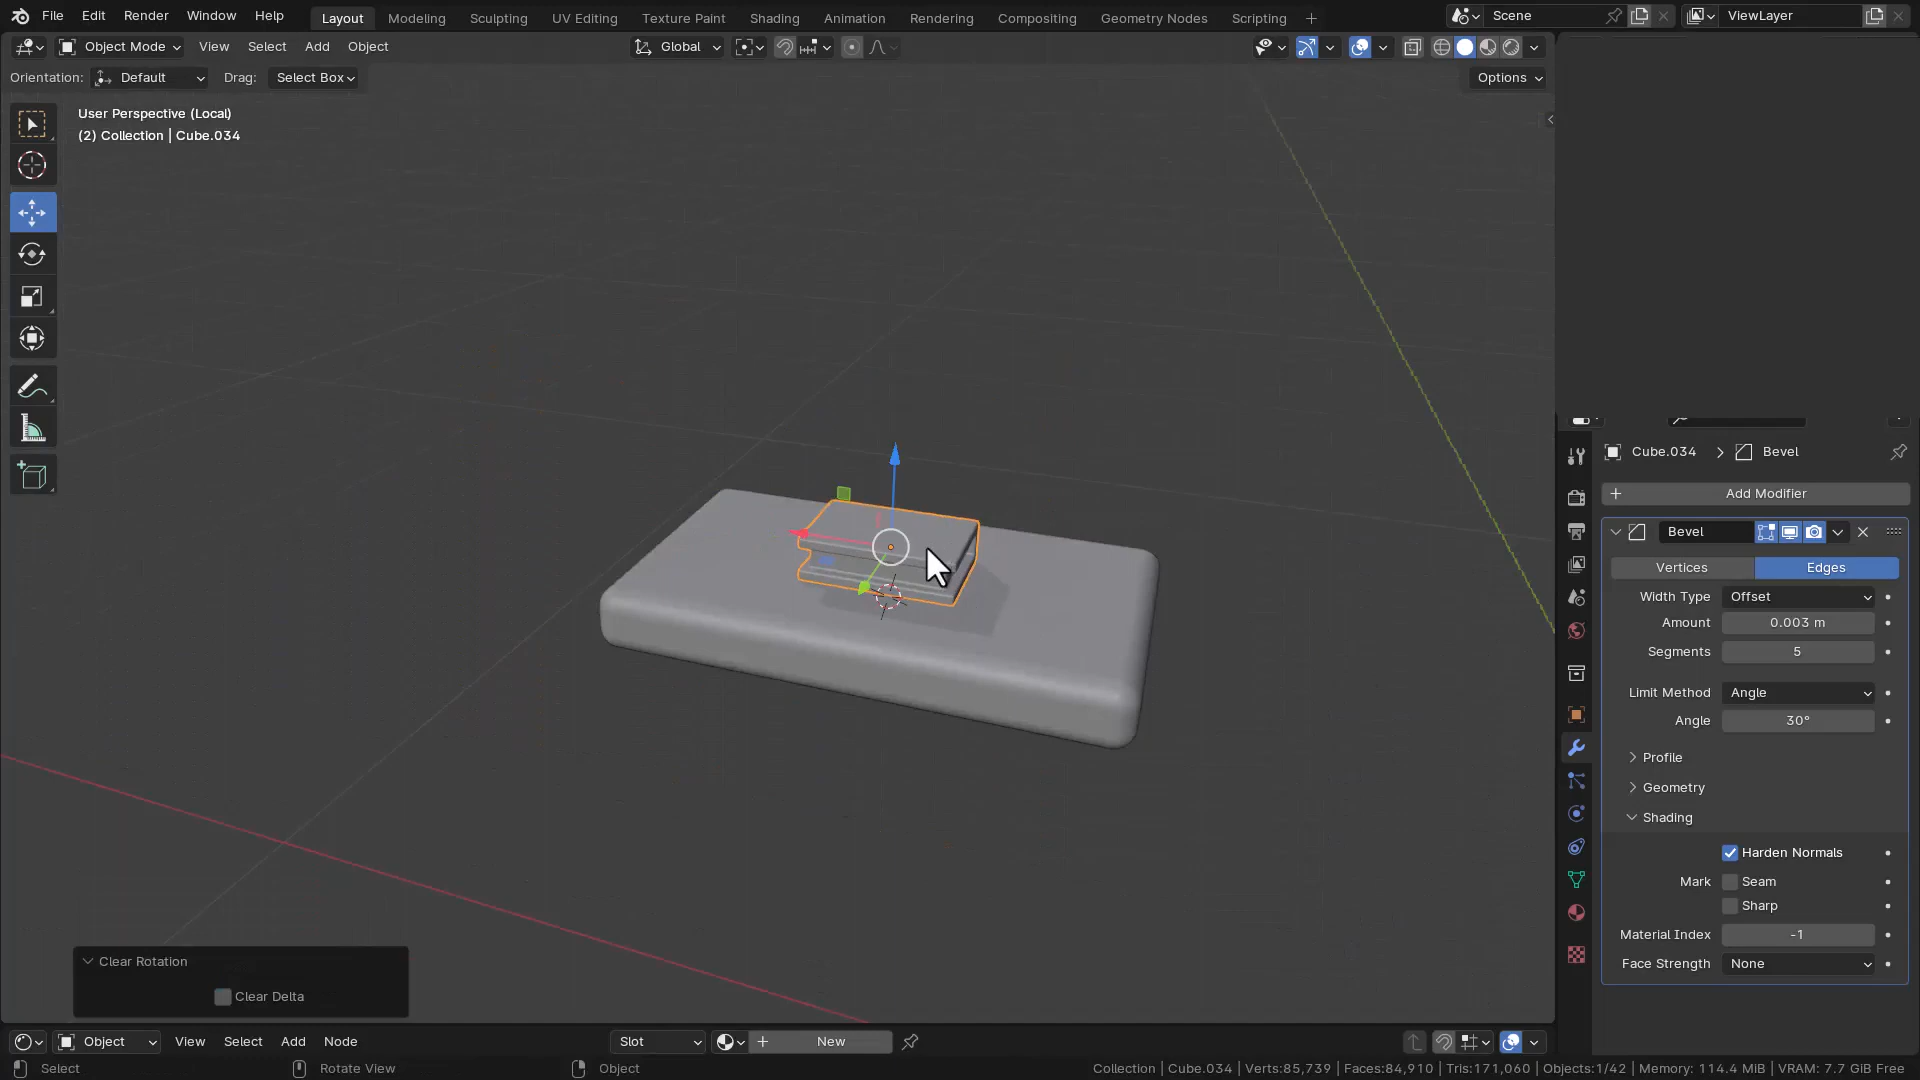 File Edit Render Window Help Layout Modeling Sculpting UV Editing Texture Paint Shading Animation Rendering Compositing Geometry Nodes Scripting + Scene ViewLayer
Object Mode View Select Add Object Global
Orientation: Default Drag: Select Box Options
User Perspective (Local)
(2) Collection | Cube.034
Cube.034 > Bevel
+ Add Modifier
Bevel
Vertices Edges
Width Type Offset
Amount 0.003 m
Segments 5
Limit Method Angle
Angle 30°
Profile
Geometry
Shading
Harden Normals
Mark Seam
Sharp
Material Index -1
Face Strength None
Clear Rotation
Clear Delta
Object View Select Add Node Slot + New
Select Rotate View Object Collection | Cube.034 | Verts:85,739 | Faces:84,910 | Tris:171,060 | Objects:1/42 | Memory: 114.4 MiB | VRAM: 7.7 GiB Free